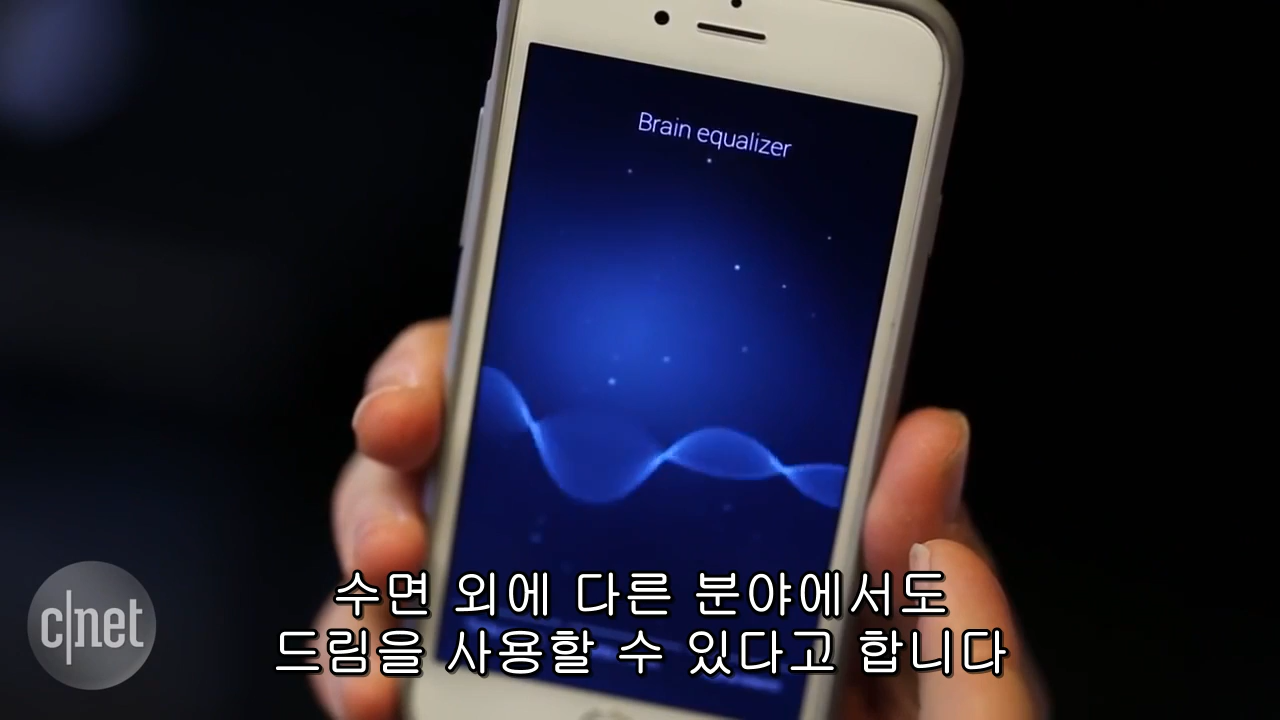 Brain equalizer
수면 외에 다른 분야에서도
드림을 사용할 수 있다고 합니다
c|net